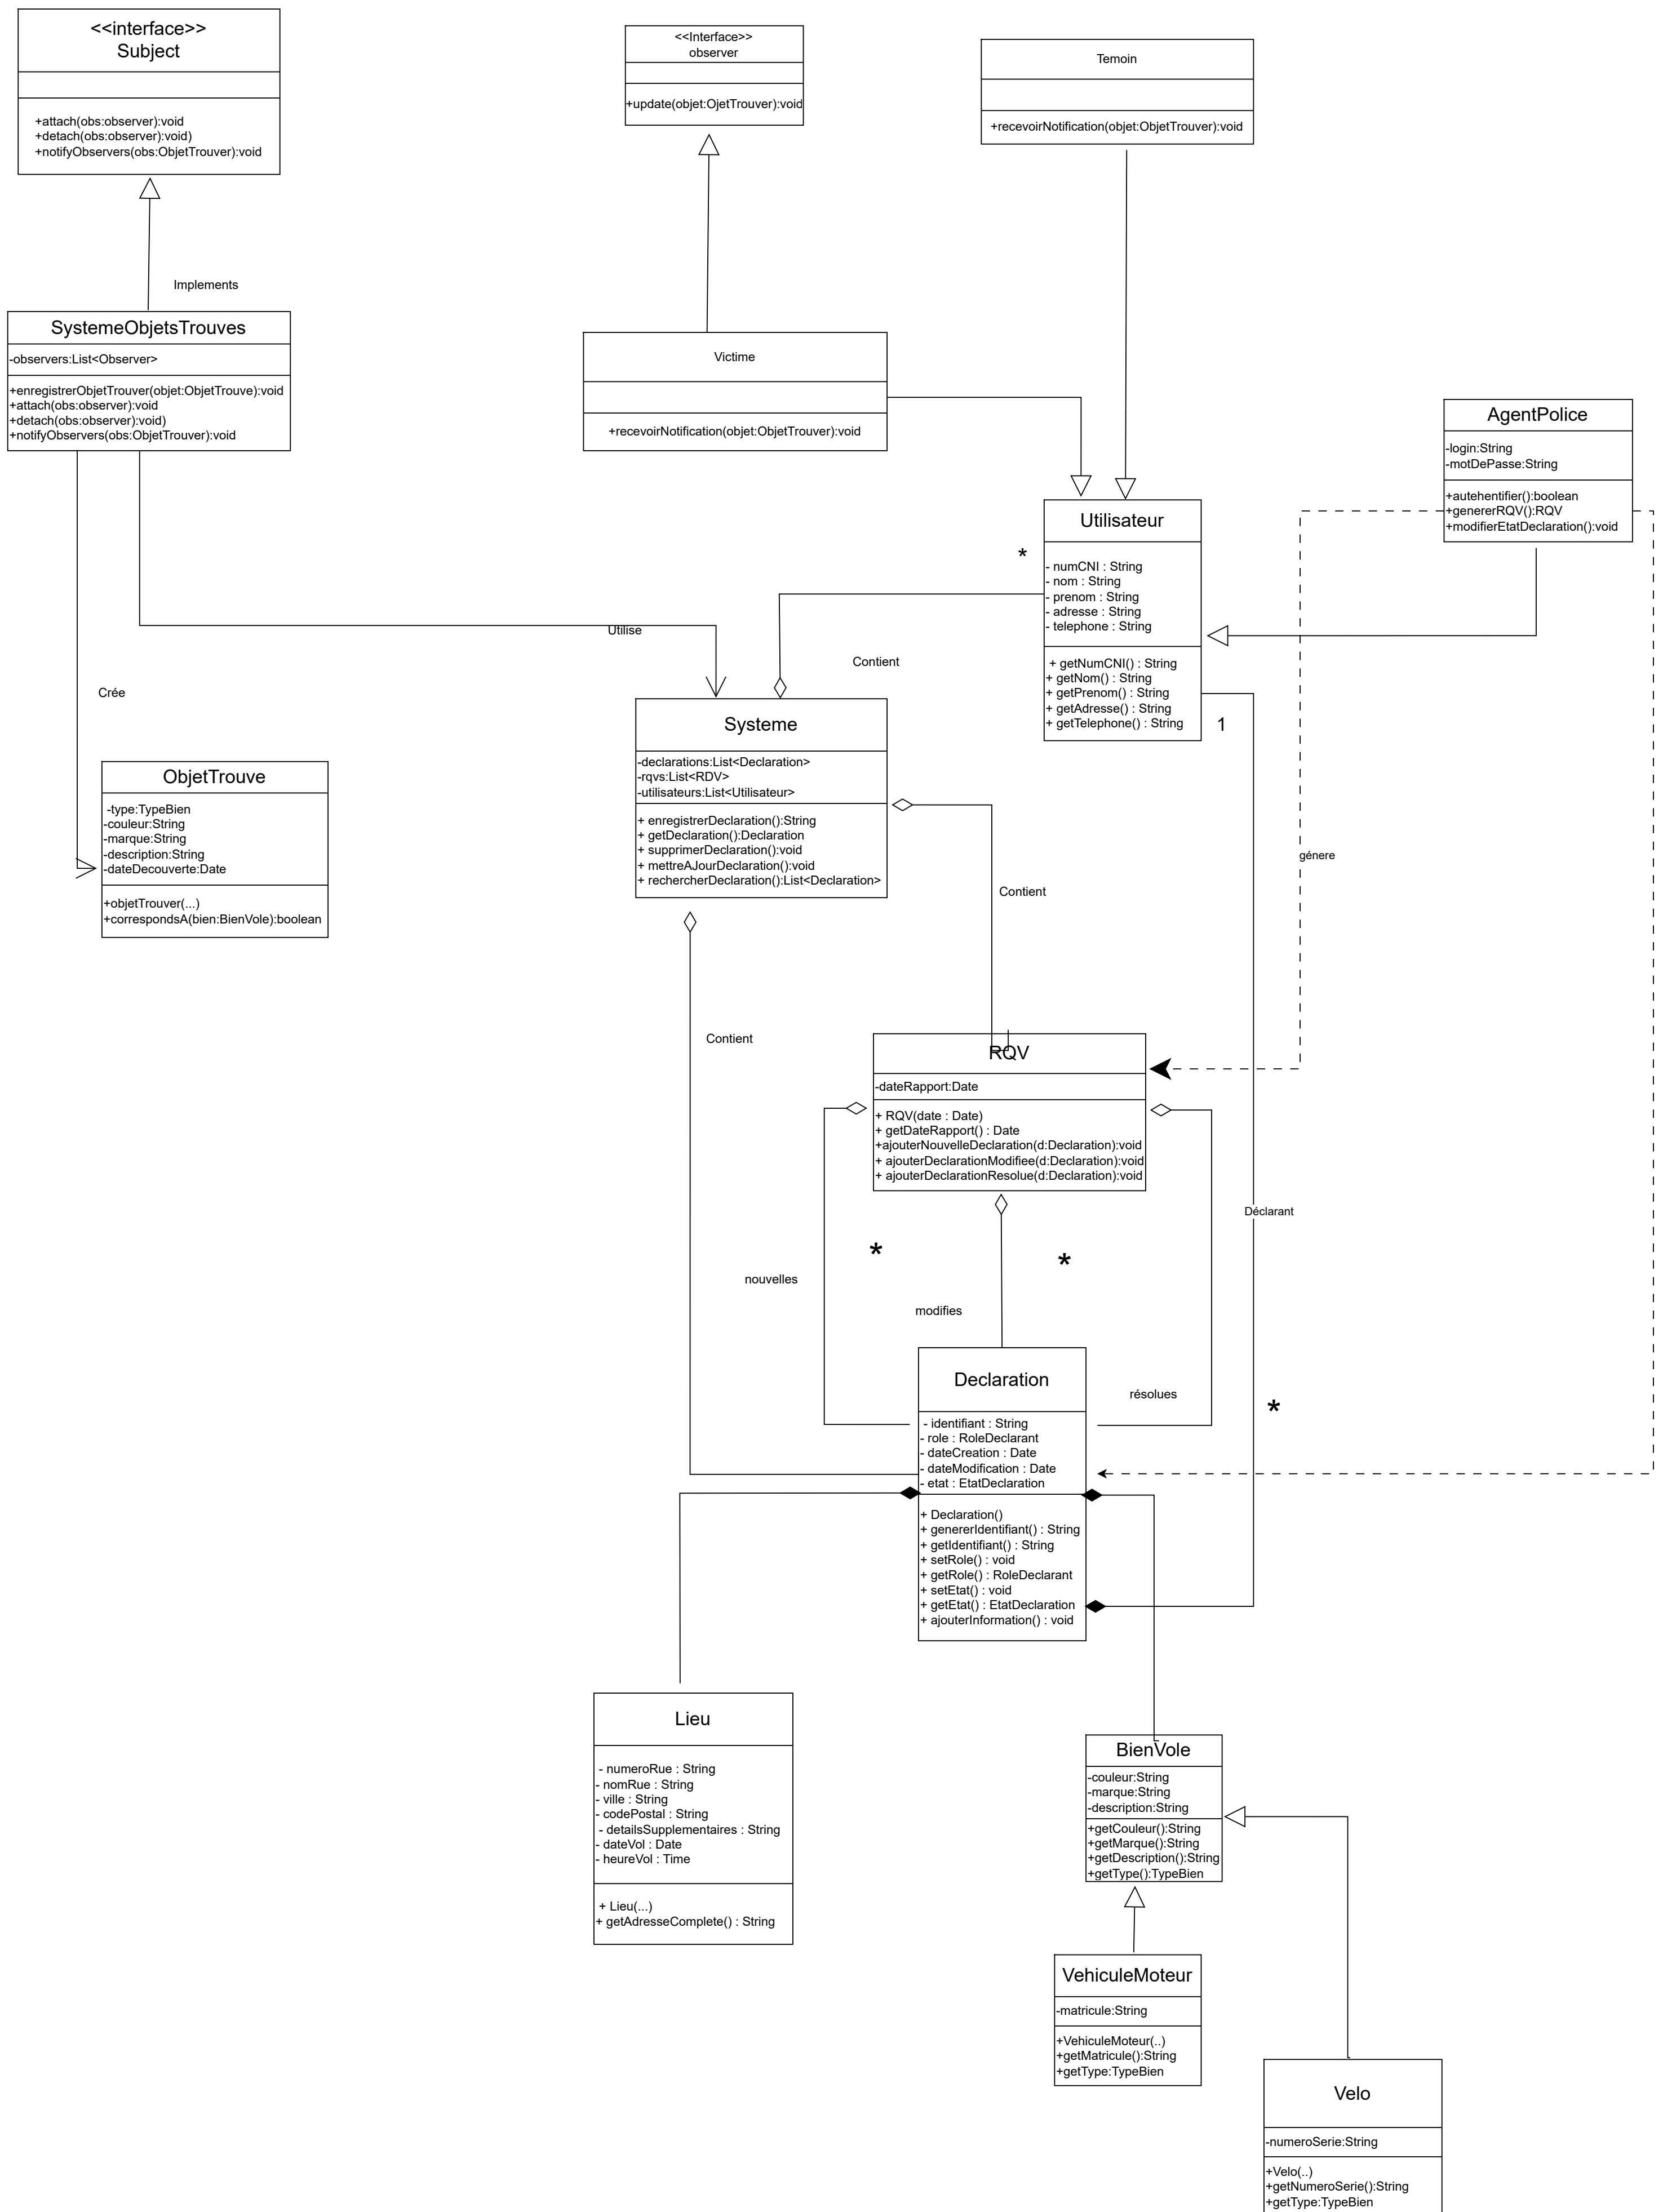 <<interface>>
Subject
+attach(obs:observer):void
+detach(obs:observer):void)
+notifyObservers(obs:ObjetTrouver):void
<<Interface>>
observer
+update(objet:OjetTrouver):void
Temoin
+recevoirNotification(objet:ObjetTrouver):void
Implements
SystemeObjetsTrouves
-observers:List<Observer>
+enregistrerObjetTrouver(objet:ObjetTrouve):void
+attach(obs:observer):void
+detach(obs:observer):void)
+notifyObservers(obs:ObjetTrouver):void
Victime
+recevoirNotification(objet:ObjetTrouver):void
AgentPolice
-login:String
-motDePasse:String
+autehentifier():boolean
+genererRQV():RQV
+modifierEtatDeclaration():void
Utilisateur
- numCNI : String
- nom : String
- prenom : String
- adresse : String
- telephone : String
+ getNumCNI() : String
+ getNom() : String
+ getPrenom() : String
+ getAdresse() : String
+ getTelephone() : String
*
1
Utilise
Contient
Crée
Systeme
-declarations:List<Declaration>
-rqvs:List<RDV>
-utilisateurs:List<Utilisateur>
+ enregistrerDeclaration():String
+ getDeclaration():Declaration
+ supprimerDeclaration():void
+ mettreAJourDeclaration():void
+ rechercherDeclaration():List<Declaration>
ObjetTrouve
-type:TypeBien
-couleur:String
-marque:String
-description:String
-dateDecouverte:Date
+objetTrouver(...)
+correspondsA(bien:BienVole):boolean
génere
Contient
Contient
RQV
-dateRapport:Date
+ RQV(date : Date)
+ getDateRapport() : Date
+ajouterNouvelleDeclaration(d:Declaration):void
+ ajouterDeclarationModifiee(d:Declaration):void
+ ajouterDeclarationResolue(d:Declaration):void
Déclarant
*
*
nouvelles
modifies
résolues
*
Declaration
- identifiant : String
- role : RoleDeclarant
- dateCreation : Date
- dateModification : Date
- etat : EtatDeclaration
+ Declaration()
+ genererIdentifiant() : String
+ getIdentifiant() : String
+ setRole() : void
+ getRole() : RoleDeclarant
+ setEtat() : void
+ getEtat() : EtatDeclaration
+ ajouterInformation() : void
Lieu
- numeroRue : String
- nomRue : String
- ville : String
- codePostal : String
- detailsSupplementaires : String
- dateVol : Date
- heureVol : Time
+ Lieu(...)
+ getAdresseComplete() : String
BienVole
-couleur:String
-marque:String
-description:String
+getCouleur():String
+getMarque():String
+getDescription():String
+getType():TypeBien
VehiculeMoteur
-matricule:String
+VehiculeMoteur(..)
+getMatricule():String
+getType:TypeBien
Velo
-numeroSerie:String
+Velo(..)
+getNumeroSerie():String
+getType:TypeBien